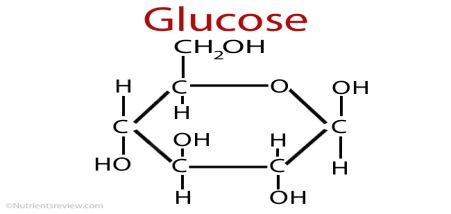 Glucose
CH₂OH
H C O OH
H
C C
HO OH H H
C C
H OH
©Nutrientsreview.com